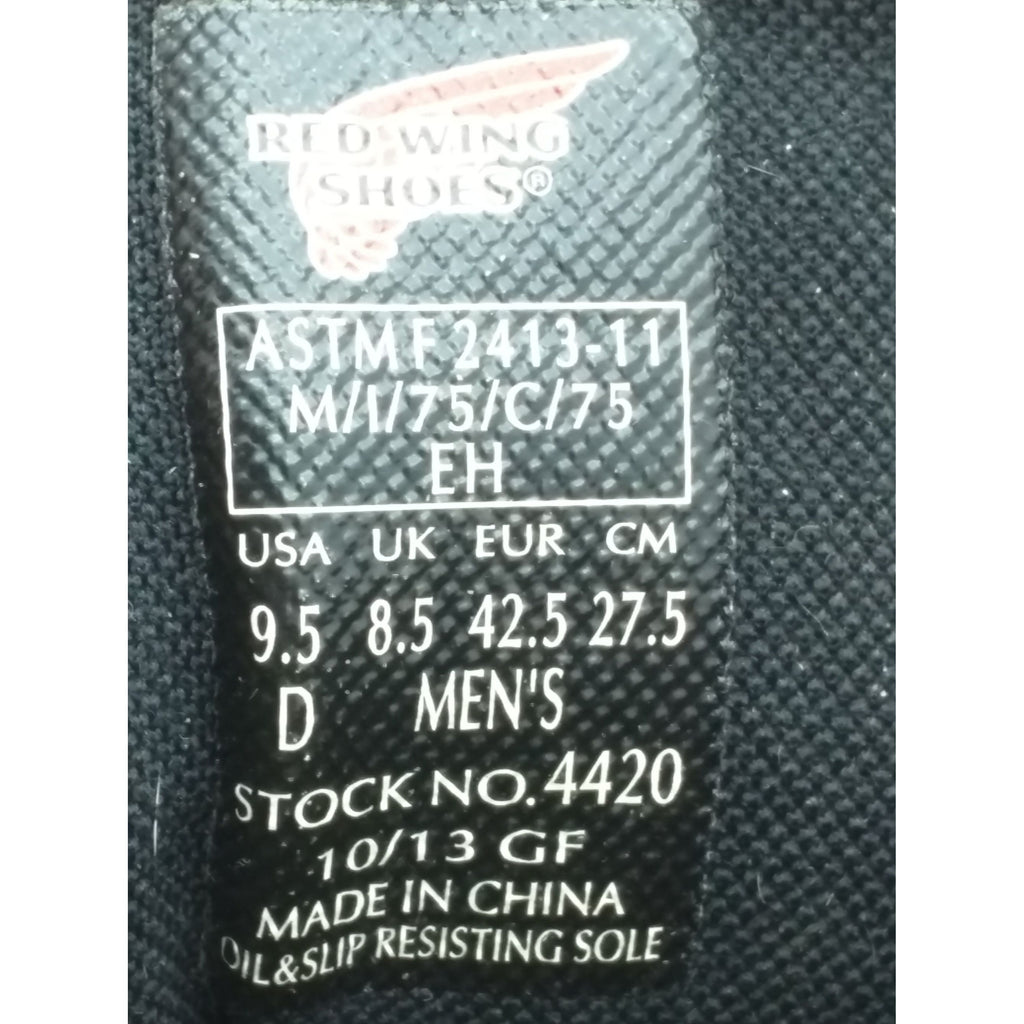 RED WING
SHOES®
ASTM F 2413-11
M/I/75/C/75
EH
USA UK EUR CM
9.5 8.5 42.5 27.5
D MEN'S
STOCK NO. 4420
10/13 GF
MADE IN CHINA
OIL&SLIP RESISTING SOLE